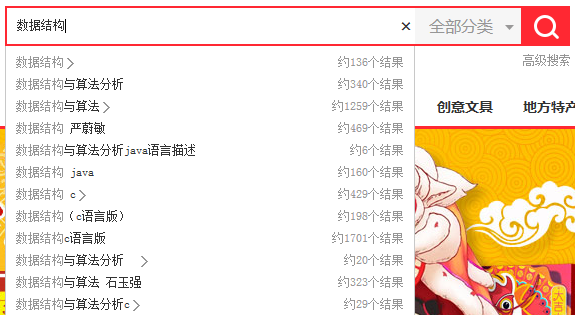 数据结构 × 全部分类
高级搜索
数据结构 约136个结果
数据结构与算法分析 约340个结果
数据结构与算法 约1259个结果
创意文具 地方特产
数据结构 严蔚敏 约469个结果
数据结构与算法分析java语言描述 约6个结果
数据结构 java 约160个结果
数据结构 c 约429个结果
数据结构（c语言版） 约198个结果
数据结构c语言版 约1701个结果
数据结构与算法分析 约20个结果
数据结构与算法 石玉强 约323个结果
数据结构与算法分析c 约29个结果
大吉